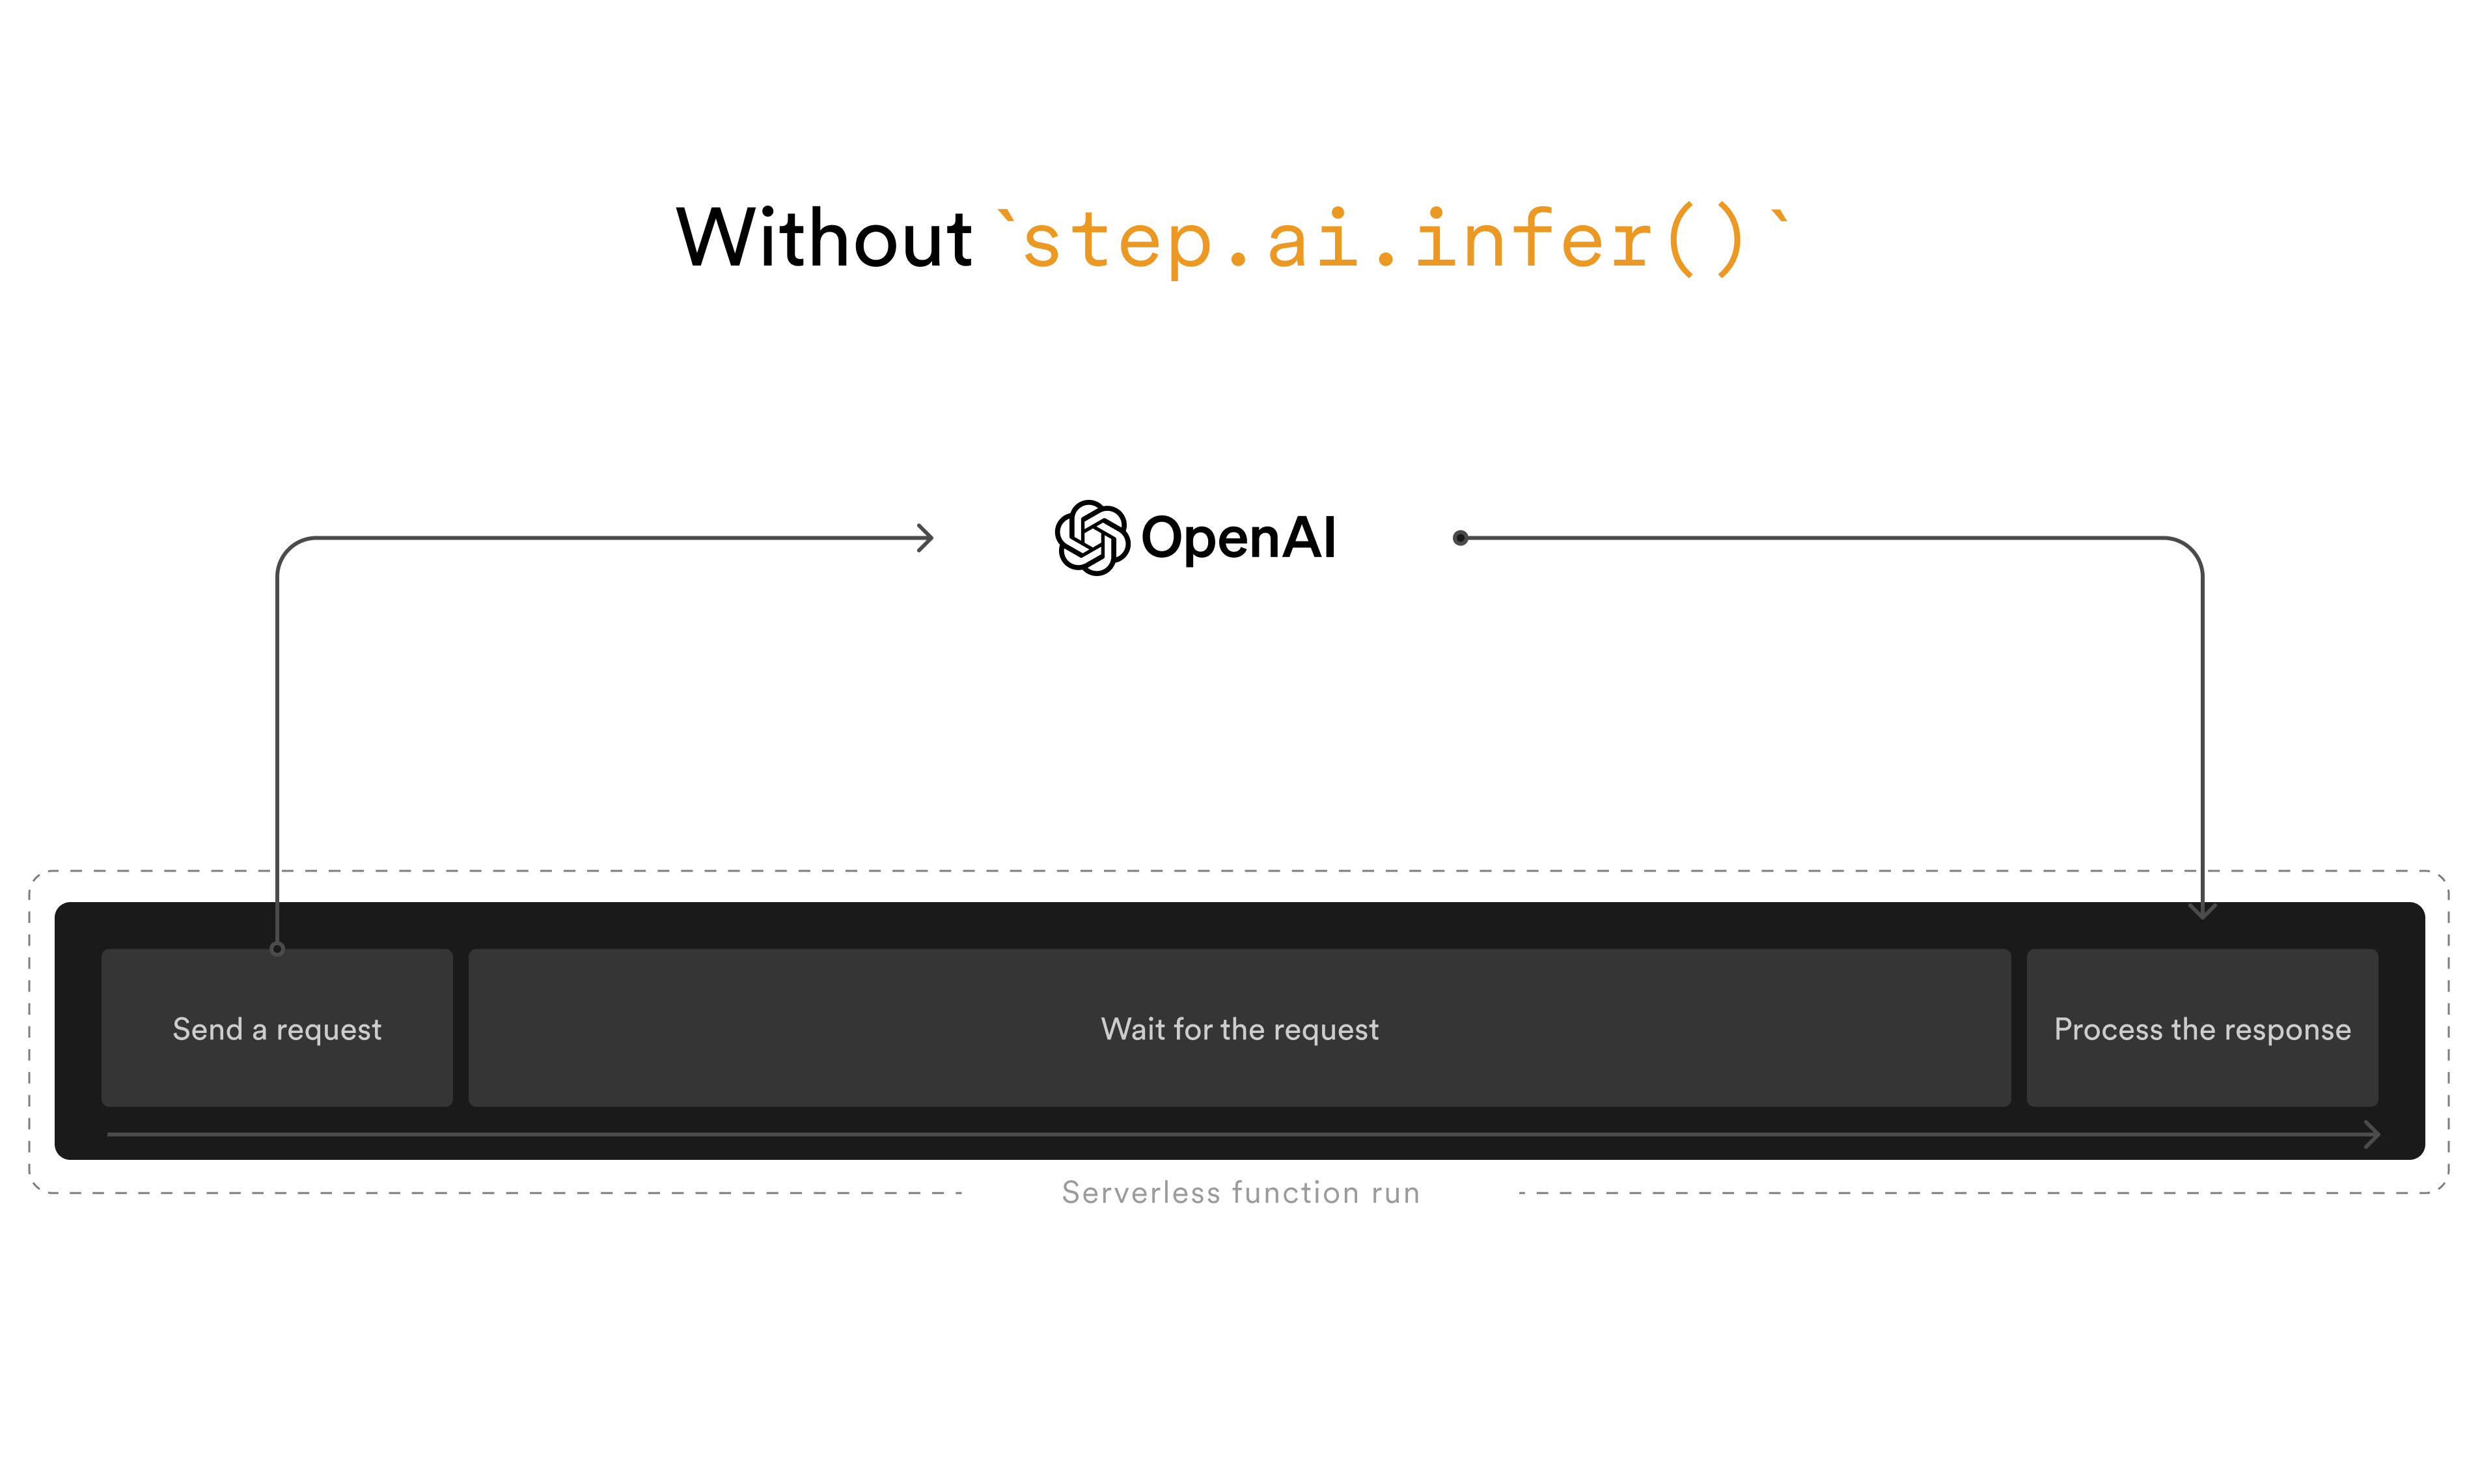 Without `step.ai.infer()`
OpenAI
Send a request
Wait for the request
Process the response
Serverless function run